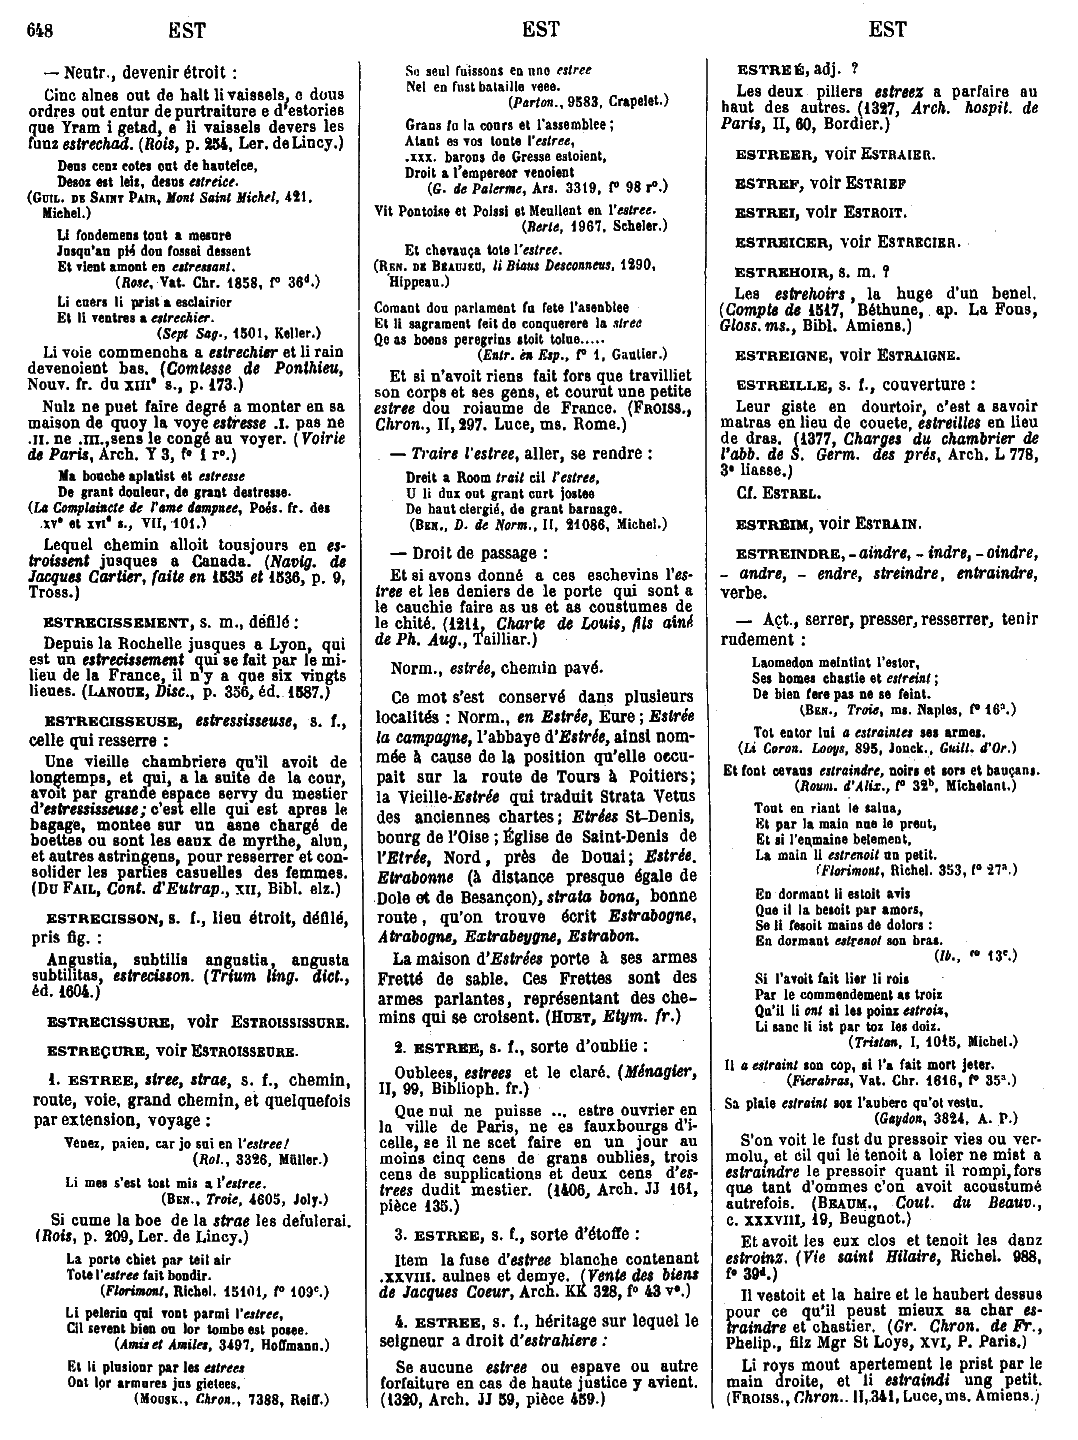 648 EST EST EST
— Neutr., devenir étroit :
Cinc alnes out de halt li vaissels, e dous
ordres out entur de purtraiture e d'estories
que Yram i getad, e li vaissels devers les
funz estrechad. (Rois, p. 254, Ler. de Lincy.)
Dens cenz cotes out de hauteice,
Desoz est leiz, desus estreice.
(GUIL. DE SAINT PAIR, Mont Saint Michel, 421,
Michel.)
Li fondemens tout a mesure
Jusqu'au pié dou fossei dessent
Et vient amont en estressant.
(Rose, Vat. Chr. 1858, f° 36d.)
Li cuers li prist a esclairier
Et li ventres a estrechier.
(Sept Sag., 1501, Keller.)
Li voie commencha a estrechier et li rain
devenoient bas. (Comtesse de Ponthieu,
Nouv. fr. du XIIIe s., p. 173.)
Nulz ne puet faire degré a monter en sa
maison de quoy la voye estresse .I. pas ne
.II. ne .III., sens le congé au voyer. (Voirie
de Paris, Arch. Y 3, f° 1 r°.)
Ma bouche aplatist et estresse
De grant douleur, de grant destresse.
(La Complaincte de l'ame dampnee, Poés. fr. des
XVe et XVIe s., VII, 101.)
Lequel chemin alloit tousjours en es-
troissent jusques a Canada. (Navig. de
Jacques Cartier, faite en 1535 et 1536, p. 9,
Tross.)
ESTRECISSEMENT, s. m., défilé :
Depuis la Rochelle jusques a Lyon, qui
est un estrecissement qui se fait par le mi-
lieu de la France, il n'y a que six vingts
lieues. (LANOUE, Disc., p. 356, éd. 1587.)
ESTRECISSEUSE, estressisseuse, s. f.,
celle qui resserre :
Une vieille chambriere qu'il avoit de
longtemps, et qui, a la suite de la cour,
avoit par grande espace servy du mestier
d'estressisseuse; c'est elle qui est apres le
bagage, montee sur un asne chargé de
boettes ou sont les eaux de myrthe, alun,
et autres astringens, pour resserrer et con-
solider les parties casuelles des femmes.
(DU FAIL, Cont. d'Eutrap., XII, Bibl. elz.)
ESTRECISSON, s. f., lieu étroit, défilé,
pris fig. :
Angustia, subtilis angustia, angusta
subtilitas, estrecisson. (Trium ling. dict.,
éd. 1604.)
ESTRECISSURE, voir ESTROISSISSURE.
ESTREÇURE, voir ESTROISSEURE.
1. ESTREE, stree, strae, s. f., chemin,
route, voie, grand chemin, et quelquefois
par extension, voyage :
Venez, paien, car jo sui en l'estree!
(Rol., 3326, Müller.)
Li mes s'est tost mis a l'estree.
(BEN., Troie, 4605, Joly.)
Si cume la boe de la strae les defulerai.
(Rois, p. 209, Ler. de Lincy.)
La porte chiet par teil air
Tote l'estree fait bondir.
(Florimont, Richel. 15101, f° 109c.)
Li pelerin qui vont parmi l'estree,
Cil sevent bien ou lor tombe est posee.
(Amis et Amiles, 3497, Hoffmann.)
Et li plusiour par les estrees
Ont lor armures jus gietees.
(MOUSK., Chron., 7388, Reiff.)
Se seul fuissons en une estree
Nel en fust bataille veee.
(Parton., 9583, Crapelet.)
Grans fu la cours et l'assemblee;
Atant es vos toute l'estree,
.xxx. barons de Gresse estoient,
Droit a l'empereor venoient
(G. de Palerme, Ars. 3319, f° 98 r°.)
Vit Pontoise et Poissi et Meullent en l'estree.
(Berte, 1967, Scheler.)
Et chevauça tote l'estree.
(REN. DE BEAUJEU, li Biaus Desconneus, 1290,
Hippeau.)
Comant dou parlament fu fete l'asenblee
Et li sagrament feit de conquerere la stree
Qe as boens peregrins stoit tolue.....
(Entr. en Esp., f° 1, Gautier.)
Et si n'avoit riens fait fors que travilliet
son corps et ses gens, et courut une petite
estree dou roiaume de France. (FROISS.,
Chron., II, 297. Luce, ms. Rome.)
— Traire l'estree, aller, se rendre :
Dreit a Room trait cil l'estree,
U li dux out grant curt jostee
De haut clergié, de grant barnage.
(BEN., D. de Norm., II, 21086, Michel.)
— Droit de passage :
Et si avons donné a ces eschevins l'es-
tree et les deniers de le porte qui sont a
le cauchie faire as us et as coustumes de
le chité. (1211, Charte de Louis, fils ainé
de Ph. Aug., Tailliar.)
Norm., estrée, chemin pavé.
Ce mot s'est conservé dans plusieurs
localités : Norm., en Estrée, Eure; Estrée
la campagne, l'abbaye d'Estrée, ainsi nom-
mée à cause de la position qu'elle occu-
pait sur la route de Tours à Poitiers;
la Vieille-Estrée qui traduit Strata Vetus
des anciennes chartes; Etrées St-Denis,
bourg de l'Oise; Église de Saint-Denis de
l'Etrée, Nord, près de Douai; Estrée.
Etrabonne (à distance presque égale de
Dole et de Besançon), strata bona, bonne
route, qu'on trouve écrit Estrabogne,
Atrabogne, Extrabeygne, Estrabon.
La maison d'Estrées porte à ses armes
Fretté de sable. Ces Frettes sont des
armes parlantes, représentant des che-
mins qui se croisent. (HUET, Etym. fr.)
2. ESTREE, s. f., sorte d'oublie :
Oublees, estrees et le claré. (Ménagier,
II, 99, Biblioph. fr.)
Que nul ne puisse ... estre ouvrier en
la ville de Paris, ne es fauxbourgs d'i-
celle, se il ne scet faire en un jour au
moins cinq cens de grans oublies, trois
cens de supplications et deux cens d'es-
trees dudit mestier. (1406, Arch. JJ 161,
pièce 135.)
3. ESTREE, s. f., sorte d'étoffe :
Item la fuse d'estree blanche contenant
.XXVIII. aulnes et demye. (Vente des biens
de Jacques Coeur, Arch. KK 328, f° 43 v°.)
4. ESTREE, s. f., héritage sur lequel le
seigneur a droit d'estrahiere :
Se aucune estree ou espave ou autre
forfaiture en cas de haute justice y avient.
(1320, Arch. JJ 59, pièce 459.)
ESTREÉ, adj. ?
Les deux piliers estreez a parfaire au
haut des autres. (1327, Arch. hospit. de
Paris, II, 60, Bordier.)
ESTREER, voir ESTRAIER.
ESTREF, voir ESTRIEF
ESTREI, voir ESTROIT.
ESTREICER, voir ESTRECIER.
ESTREHOIR, s. m. ?
Les estrehoirs, la huge d'un benel.
(Compte de 1517, Béthune, ap. La Fons,
Gloss. ms., Bibl. Amiens.)
ESTREIGNE, voir ESTRAIGNE.
ESTREILLE, s. f., couverture :
Leur giste en dourtoir, c'est a savoir
matras en lieu de couete, estreilles en lieu
de dras. (1377, Charges du chambrier de
l'abb. de S. Germ. des prés, Arch. L 778,
3e liasse.)
Cf. ESTREL.
ESTREIM, voir ESTRAIN.
ESTREINDRE, -aindre, - indre, - oindre,
- andre, - endre, streindre, entraindre,
verbe.
— Act., serrer, presser, resserrer, tenir
rudement :
Laomedon meintint l'estor,
Ses homes chastie et estreint;
De bien fere pas ne se feint.
(BEN., Troie, ms. Naples, f° 16a.)
Tot entor lui a estraintes ses armes.
(Li Coron. Looys, 895, Jonck., Guill. d'Or.)
Et font cevaus estraindre, noirs et sors et bauçans.
(Roum. d'Alix., f° 32b, Michelant.)
Tout en riant le salua,
Et par la main nue le prent,
Et si l'enmaine belement,
La main li estrenoit un petit.
(Florimont, Richel. 353, f° 27a.)
En dormant li estoit avis
Que il la besoit par amors,
Se li fesoit mains de dolors :
En dormant estrenoi son bras.
(Ib., f° 13c.)
Si l'avoit fait lier li rois
Par le commendement as troiz
Qu'il li ont si les poinz estrois,
Li sanc li ist par toz les doiz.
(Tristan, I, 1015, Michel.)
Il a estraint son cop, si l'a fait mort jeter.
(Fierabras, Vat. Chr. 1616, f° 35a.)
Sa plaie estraint soz l'auberc qu'ot vestu.
(Gaydon, 3824, A. P.)
S'on voit le fust du pressoir vies ou ver-
molu, et cil qui le tenoit a loier ne mist a
estraindre le pressoir quant il rompi, fors
que tant d'ommes c'on avoit acoustumé
autrefois. (BEAUM., Cout. du Beauv.,
c. XXXVIII, 19, Beugnot.)
Et avoit les eux clos et tenoit les danz
estroinz. (Vie saint Hilaire, Richel. 988,
f° 39d.)
Il vestoit et la haire et le haubert dessus
pour ce qu'il peust mieux sa char es-
traindre et chastier. (Gr. Chron. de Fr.,
Phelip., filz Mgr St Loys, XVI, P. Paris.)
Li roys mout apertement le prist par le
main droite, et li estraindi ung petit.
(FROISS., Chron.. II, 341, Luce, ms. Amiens.)